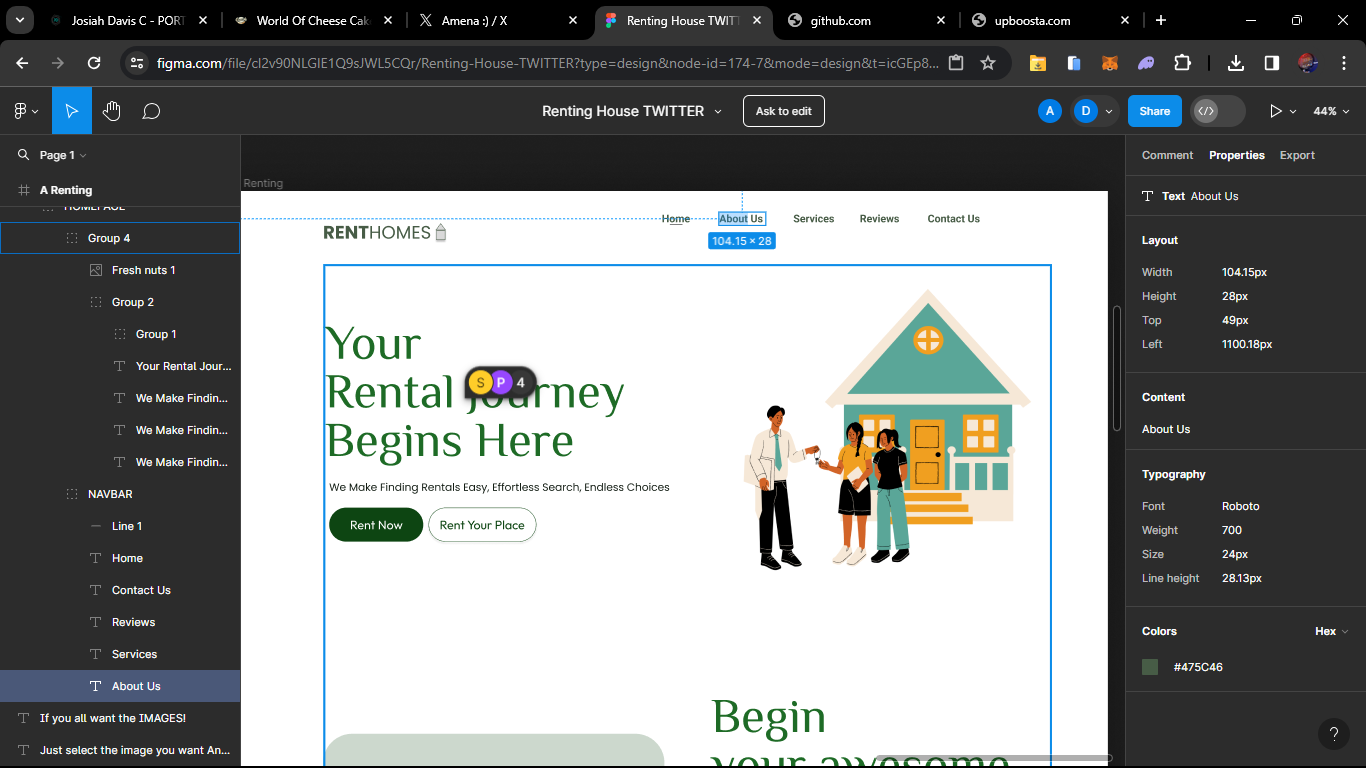 Josiah Davis C - PORT
World Of Cheese Cak
Amena :) / X
Renting House TWIT
github.com
upboosta.com
figma.com/file/cl2v90NLGlE1Q9sJWL5CQr/Renting-House-TWITTER?type=design&node-id=174-7&mode=design&t=icGEp8...
Renting House TWITTER
Ask to edit
A
D
Share
44%
Page 1
A Renting
HOMEPAGE
Group 4
Fresh nuts 1
Group 2
Group 1
Your Rental Jour...
We Make Findin...
We Make Findin...
We Make Findin...
NAVBAR
Line 1
Home
Contact Us
Reviews
Services
About Us
If you all want the IMAGES!
Just select the image you want An...
Renting
RENTHOMES
Home
About Us
Services
Reviews
Contact Us
104.15 × 28
Your
Rental Journey
S P 4
Begins Here
We Make Finding Rentals Easy, Effortless Search, Endless Choices
Rent Now
Rent Your Place
Begin
your awesome
Comment
Properties
Export
Text About Us
Layout
Width 104.15px
Height 28px
Top 49px
Left 1100.18px
Content
About Us
Typography
Font Roboto
Weight 700
Size 24px
Line height 28.13px
Colors
Hex
#475C46
?